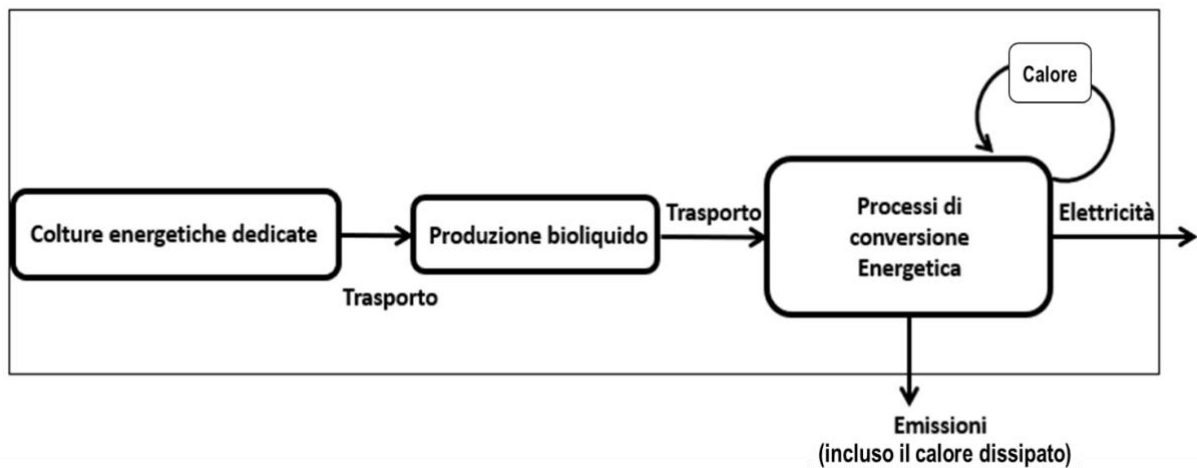 Calore
Colture energetiche dedicate
Trasporto
Produzione bioliquido
Trasporto
Processi di
conversione
Energetica
Elettricità
Emissioni
(incluso il calore dissipato)